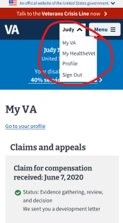 An official website of the United States government.
Talk to the Veterans Crisis Line now
VA
Judy
Menu
My VA
My HealtheVet
Profile
Sign Out
Judy
United
Your disa
40% se
My VA
Go to your profile
Claims and appeals
Claim for compensation
received: June 7, 2020
Status: Evidence gathering, review,
and decision
We sent you a development letter